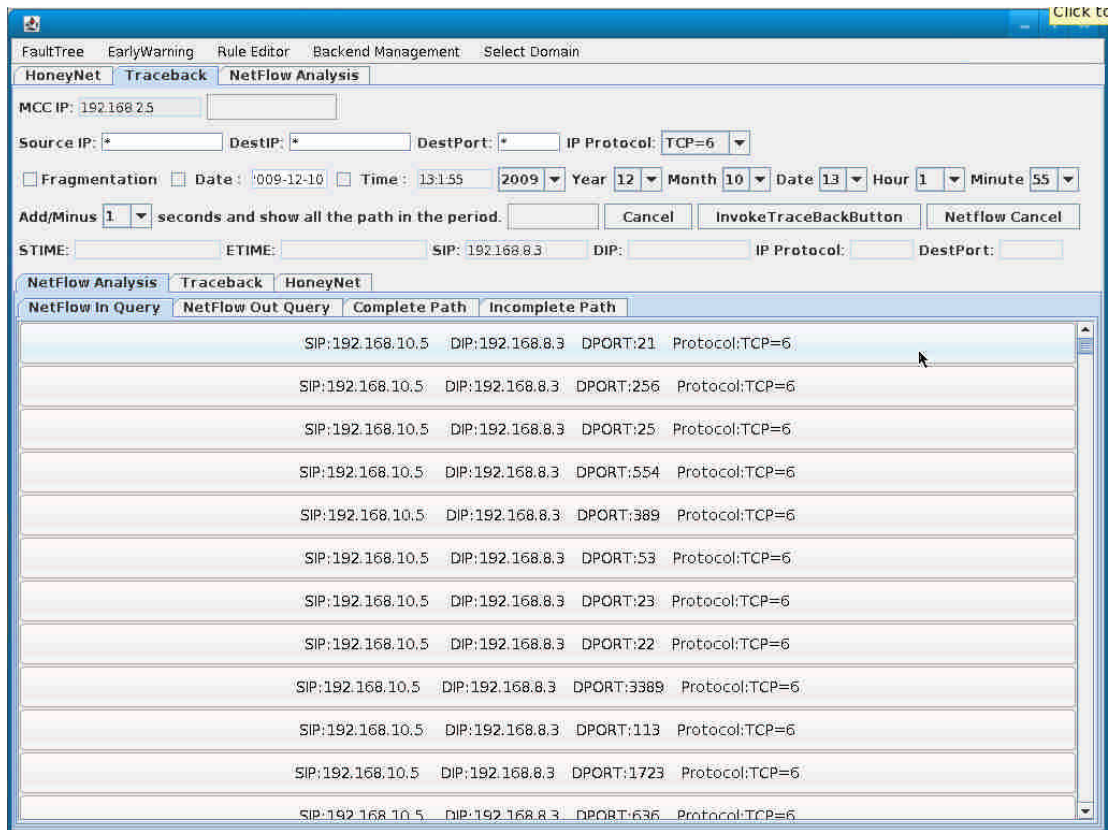 Click to
FaultTree EarlyWarning Rule Editor Backend Management Select Domain
HoneyNet Traceback NetFlow Analysis
MCC IP: 192.168.2.5
Source IP: * DestIP: * DestPort: * IP Protocol: TCP=6
Fragmentation Date : '009-12-10 Time : 13:1:55 2009 Year 12 Month 10 Date 13 Hour 1 Minute 55
Add/Minus 1 seconds and show all the path in the period. Cancel InvokeTraceBackButton Netflow Cancel
STIME: ETIME: SIP: 192.168.8.3 DIP: IP Protocol: DestPort:
NetFlow Analysis Traceback HoneyNet
NetFlow In Query NetFlow Out Query Complete Path Incomplete Path
SIP:192.168.10.5 DIP:192.168.8.3 DPORT:21 Protocol:TCP=6
SIP:192.168.10.5 DIP:192.168.8.3 DPORT:256 Protocol:TCP=6
SIP:192.168.10.5 DIP:192.168.8.3 DPORT:25 Protocol:TCP=6
SIP:192.168.10.5 DIP:192.168.8.3 DPORT:554 Protocol:TCP=6
SIP:192.168.10.5 DIP:192.168.8.3 DPORT:389 Protocol:TCP=6
SIP:192.168.10.5 DIP:192.168.8.3 DPORT:53 Protocol:TCP=6
SIP:192.168.10.5 DIP:192.168.8.3 DPORT:23 Protocol:TCP=6
SIP:192.168.10.5 DIP:192.168.8.3 DPORT:22 Protocol:TCP=6
SIP:192.168.10.5 DIP:192.168.8.3 DPORT:3389 Protocol:TCP=6
SIP:192.168.10.5 DIP:192.168.8.3 DPORT:113 Protocol:TCP=6
SIP:192.168.10.5 DIP:192.168.8.3 DPORT:1723 Protocol:TCP=6
SIP:192.168.10.5 DIP:192.168.8.3 DPORT:636 Protocol:TCP=6